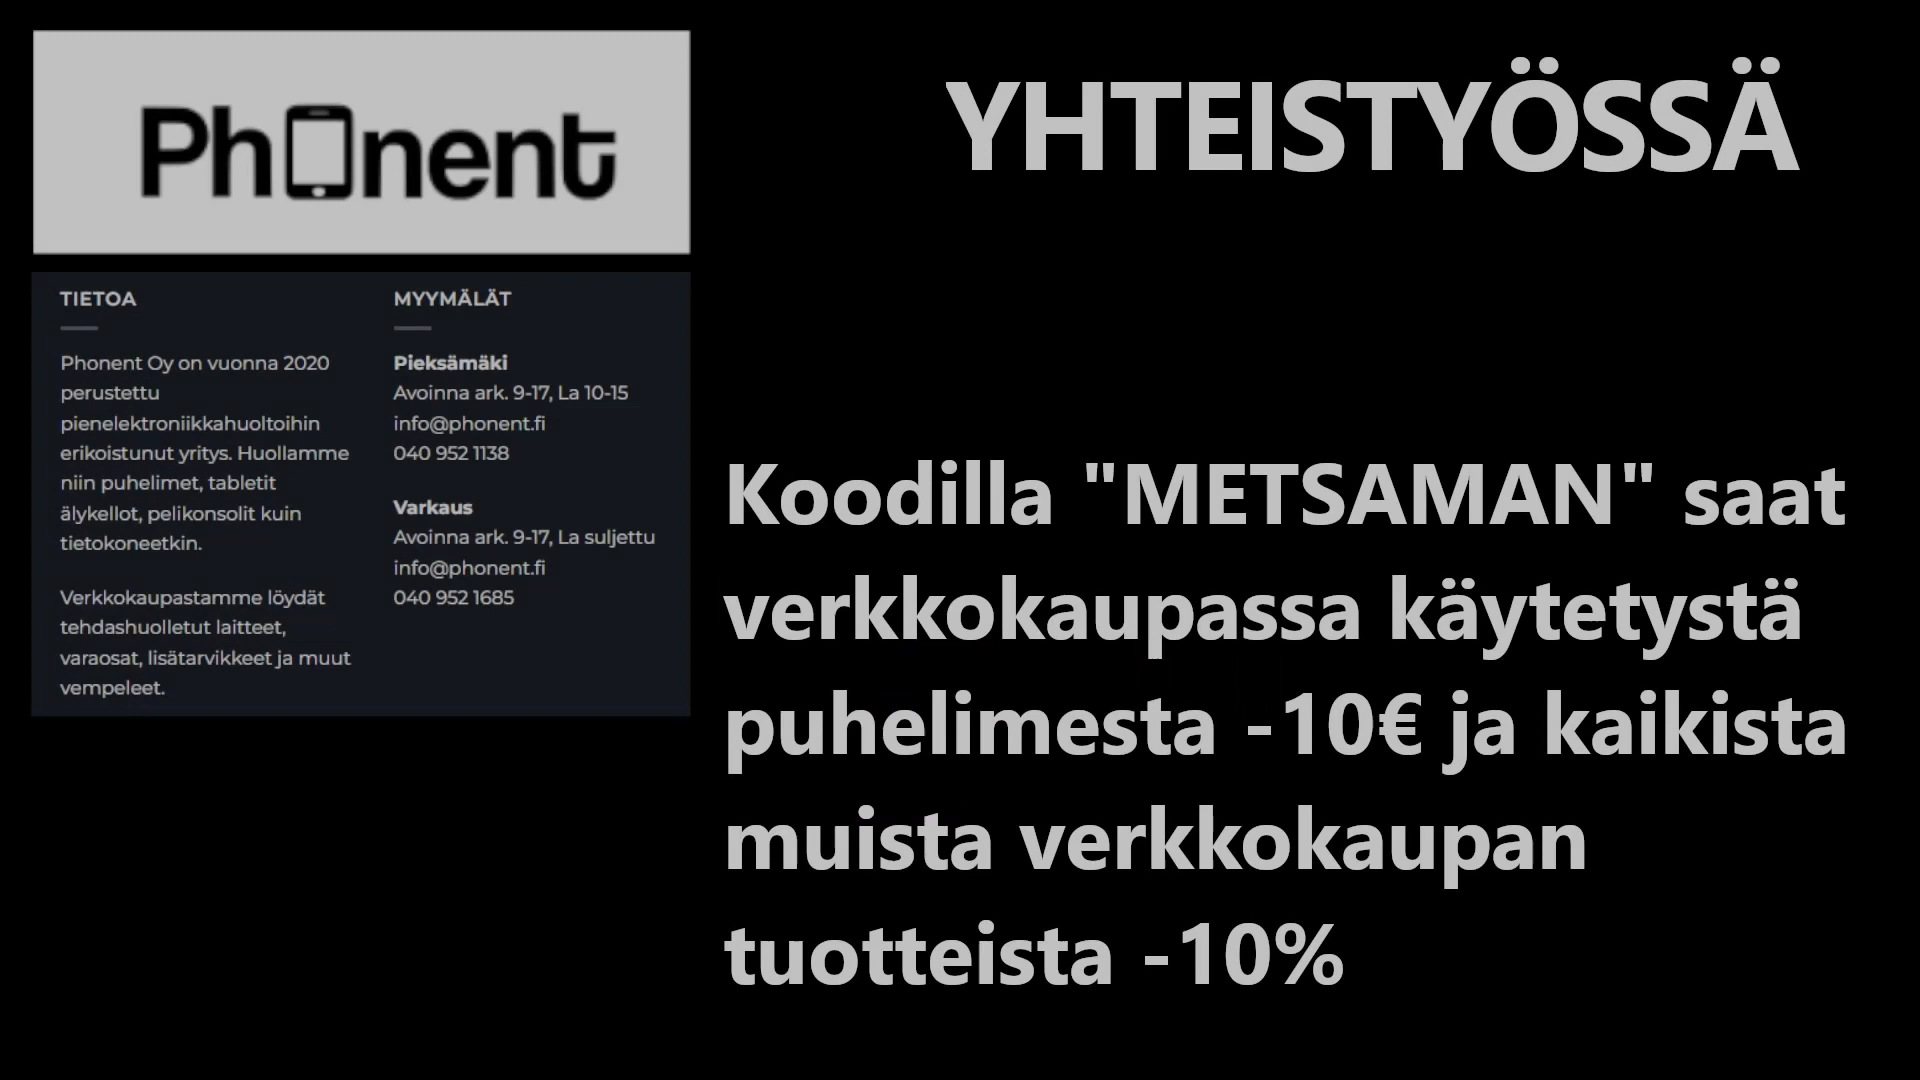 Phonent
YHTEISTYÖSSÄ
TIETOA
Phonent Oy on vuonna 2020
perustettu
pienelektroniikkahuoltoihin
erikoistunut yritys. Huollamme
niin puhelimet, tabletit
älykellot, pelikonsolit kuin
tietokoneetkin.
Verkkokaupastamme löydät
tehdashuolletut laitteet,
varaosat, lisätarvikkeet ja muut
vempeleet.
MYYMÄLÄT
Pieksämäki
Avoinna ark. 9-17, La 10-15
info@phonent.fi
040 952 1138
Varkaus
Avoinna ark. 9-17, La suljettu
info@phonent.fi
040 952 1685
Koodilla "METSAMAN" saat
verkkokaupassa käytetystä
puhelimesta -10€ ja kaikista
muista verkkokaupan
tuotteista -10%